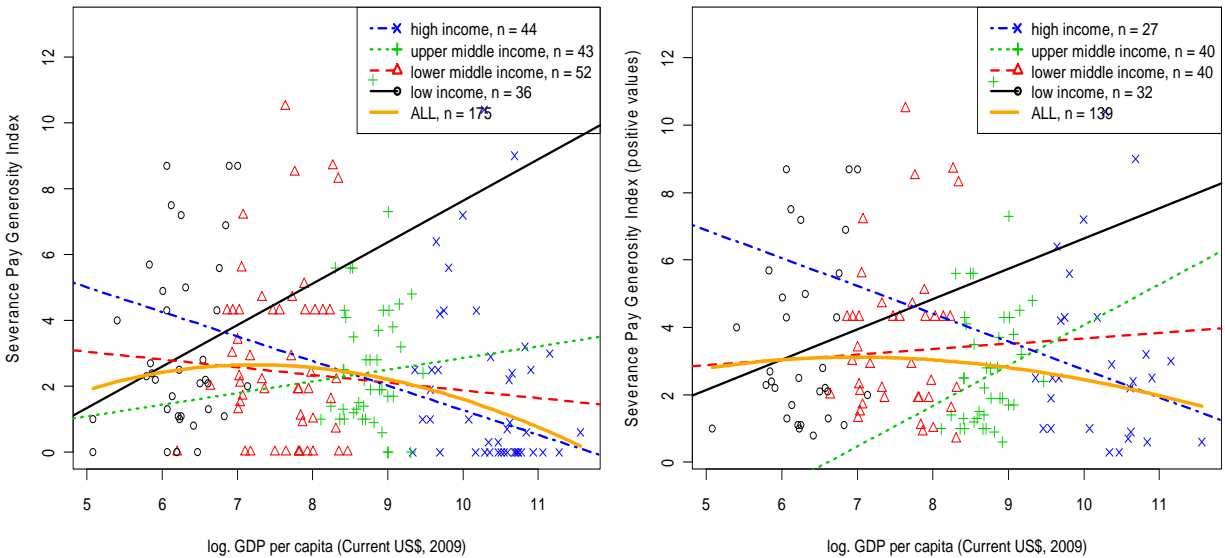 Severance Pay Generosity Index
12
10
8
6
4
2
0
high income, n = 44
upper middle income, n = 43
lower middle income, n = 52
low income, n = 36
ALL, n = 175
5 6 7 8 9 10 11
log. GDP per capita (Current US$, 2009)
Severance Pay Generosity Index (positive values)
12
10
8
6
4
2
0
high income, n = 27
upper middle income, n = 40
lower middle income, n = 40
low income, n = 32
ALL, n = 139
5 6 7 8 9 10 11
log. GDP per capita (Current US$, 2009)